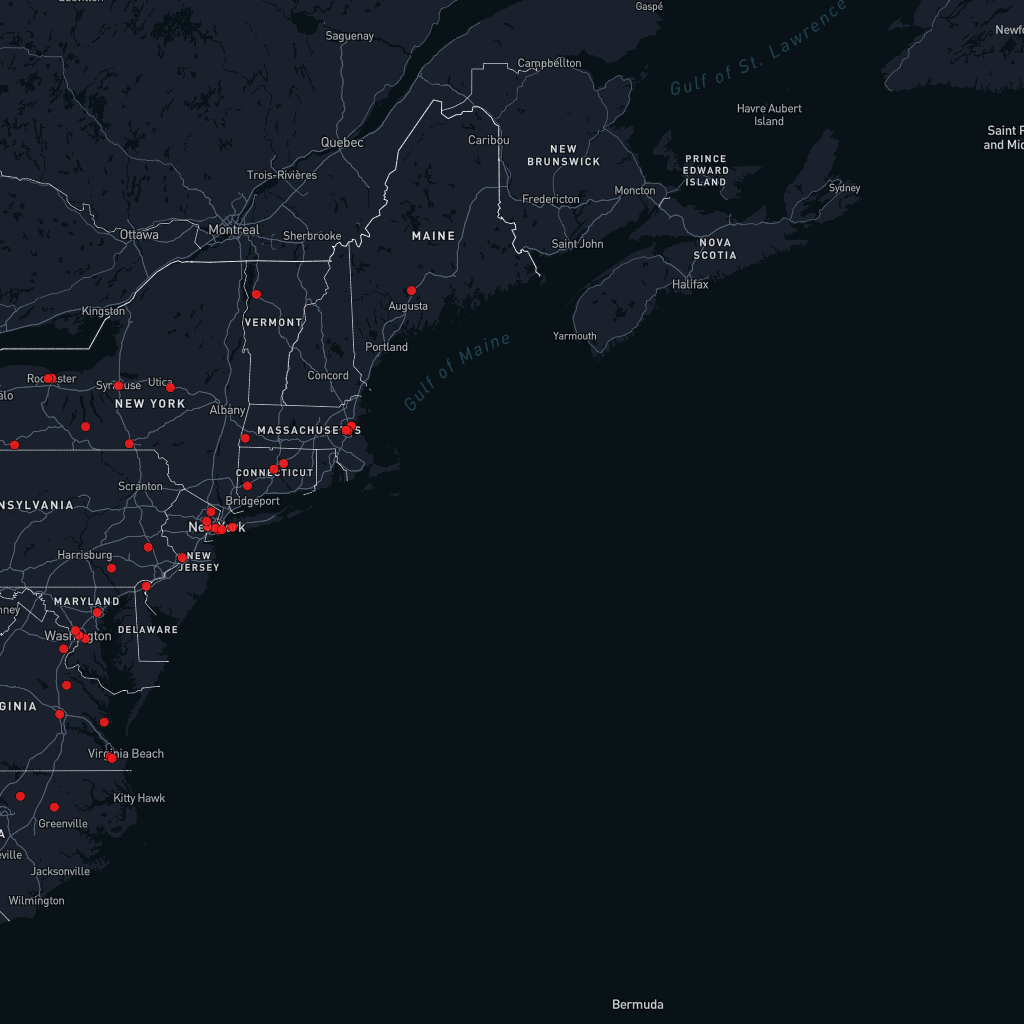 Gaspé
Saguenay
Newfo
Campbellton
Gulf of St. Lawrence
Havre Aubert
Island
Saint P
and Mic
Quebec
Caribou
NEW
BRUNSWICK
PRINCE
EDWARD
ISLAND
Trois-Rivières
Fredericton
Moncton
Sydney
Ottawa
Montreal
Sherbrooke
MAINE
Saint John
NOVA
SCOTIA
Halifax
Kingston
Augusta
VERMONT
Yarmouth
Portland
Gulf of Maine
Rochester
Syracuse
Utica
Concord
alo
NEW YORK
Albany
MASSACHUSETTS
CONNECTICUT
Scranton
Bridgeport
NSYLVANIA
New York
Harrisburg
NEW
JERSEY
MARYLAND
nney
DELAWARE
Washington
GINIA
Virginia Beach
Kitty Hawk
Greenville
A
eville
Jacksonville
Wilmington
Bermuda